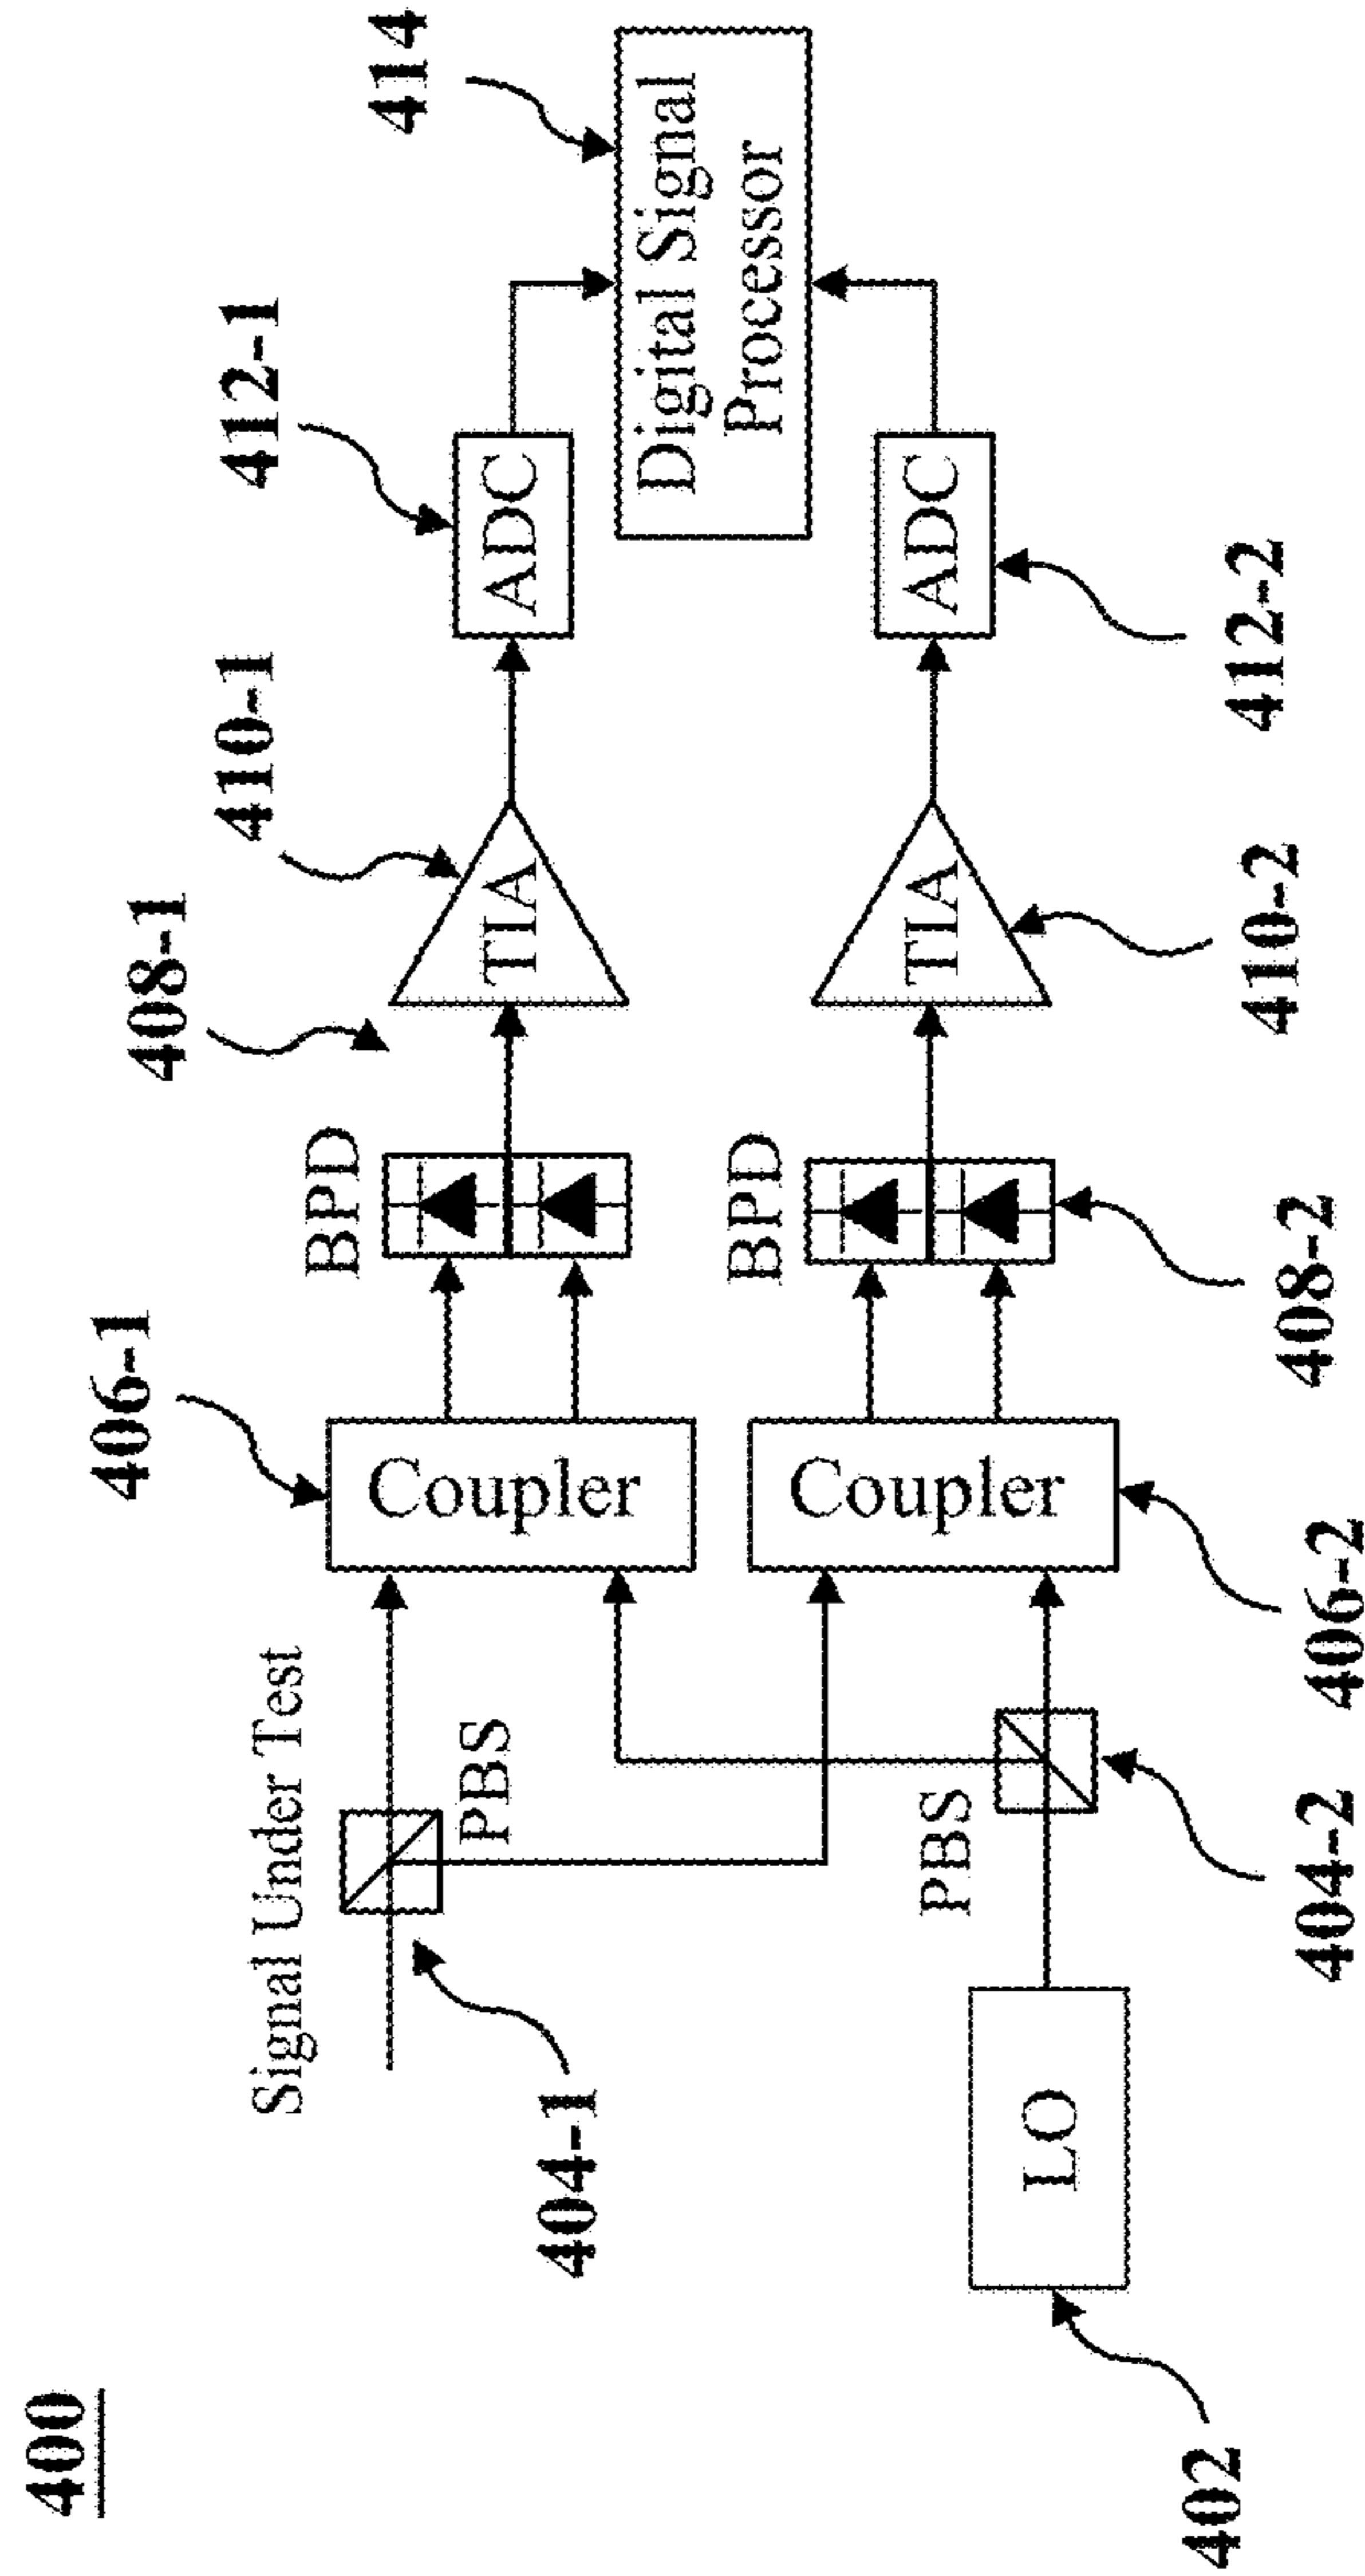 400
Signal Under Test
406-1
408-1
410-1
412-1
414
BPD
Coupler
TIA
ADC
404-1
PBS
Digital Signal
Processor
BPD
Coupler
TIA
ADC
PBS
LO
402
404-2
406-2
408-2
410-2
412-2